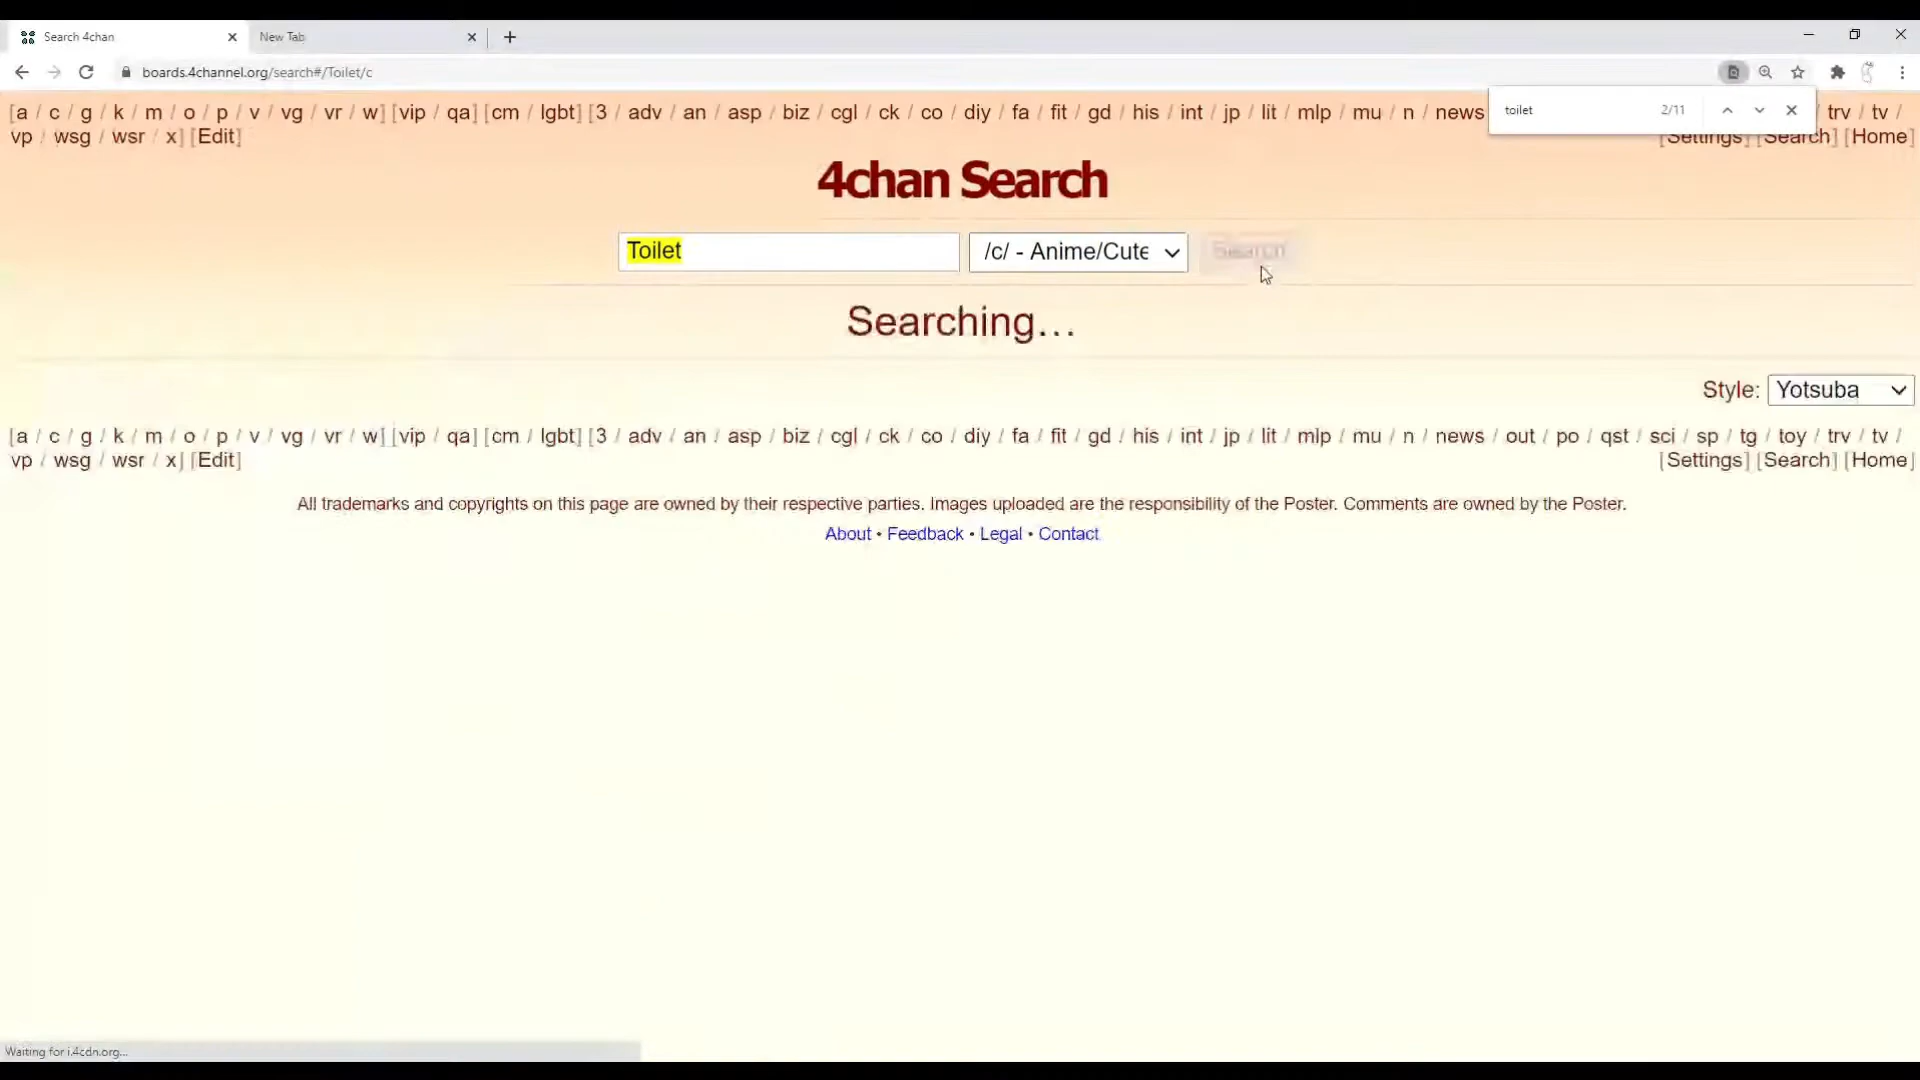 Search 4chan
New Tab
boards.4channel.org/search#/Toilet/c
[a / c / g / k / m / o / p / v / vg / vr / w] [vip / qa] [cm / lgbt] [3 / adv / an / asp / biz / cgl / ck / co / diy / fa / fit / gd / his / int / jp / lit / mlp / mu / n / news
toilet 2/11
trv / tv /
vp / wsg / wsr / x] [Edit]
[Settings] [Search] [Home]
4chan Search
Toilet
/c/ - Anime/Cute
Search
Searching…
Style: Yotsuba
[a / c / g / k / m / o / p / v / vg / vr / w] [vip / qa] [cm / lgbt] [3 / adv / an / asp / biz / cgl / ck / co / diy / fa / fit / gd / his / int / jp / lit / mlp / mu / n / news / out / po / qst / sci / sp / tg / toy / trv / tv /
vp / wsg / wsr / x] [Edit]
[Settings] [Search] [Home]
All trademarks and copyrights on this page are owned by their respective parties. Images uploaded are the responsibility of the Poster. Comments are owned by the Poster.
About • Feedback • Legal • Contact
Waiting for i.4cdn.org...